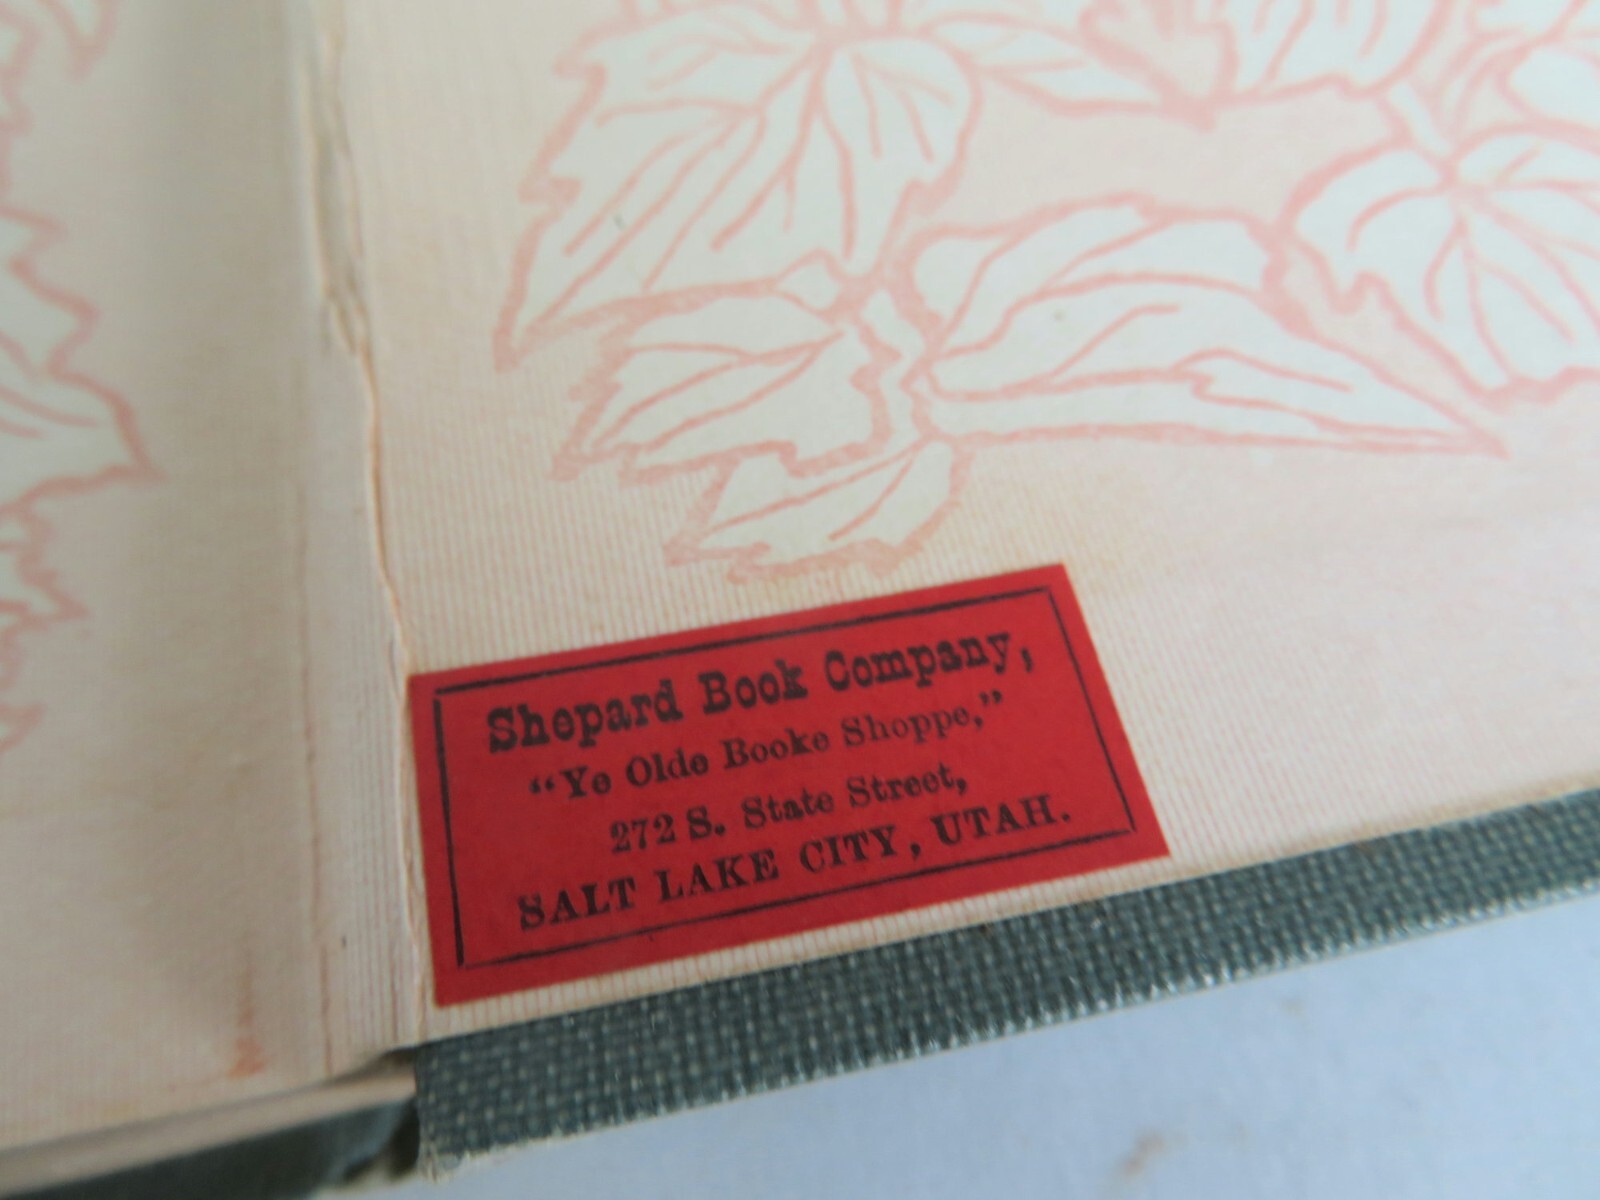 Shepard Book Company,
“Ye Olde Booke Shoppe,”
272 S. State Street,
SALT LAKE CITY, UTAH.